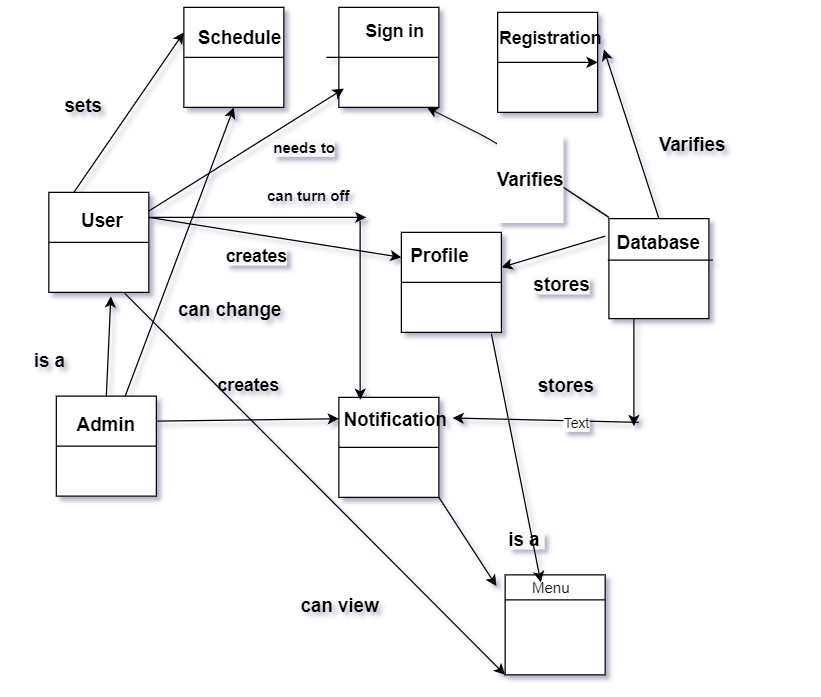 Schedule
Sign in
Registration
sets
needs to
Varifies
Varifies
can turn off
User
creates
Profile
Database
stores
can change
is a
creates
stores
Admin
Notification
Text
is a
Menu
can view